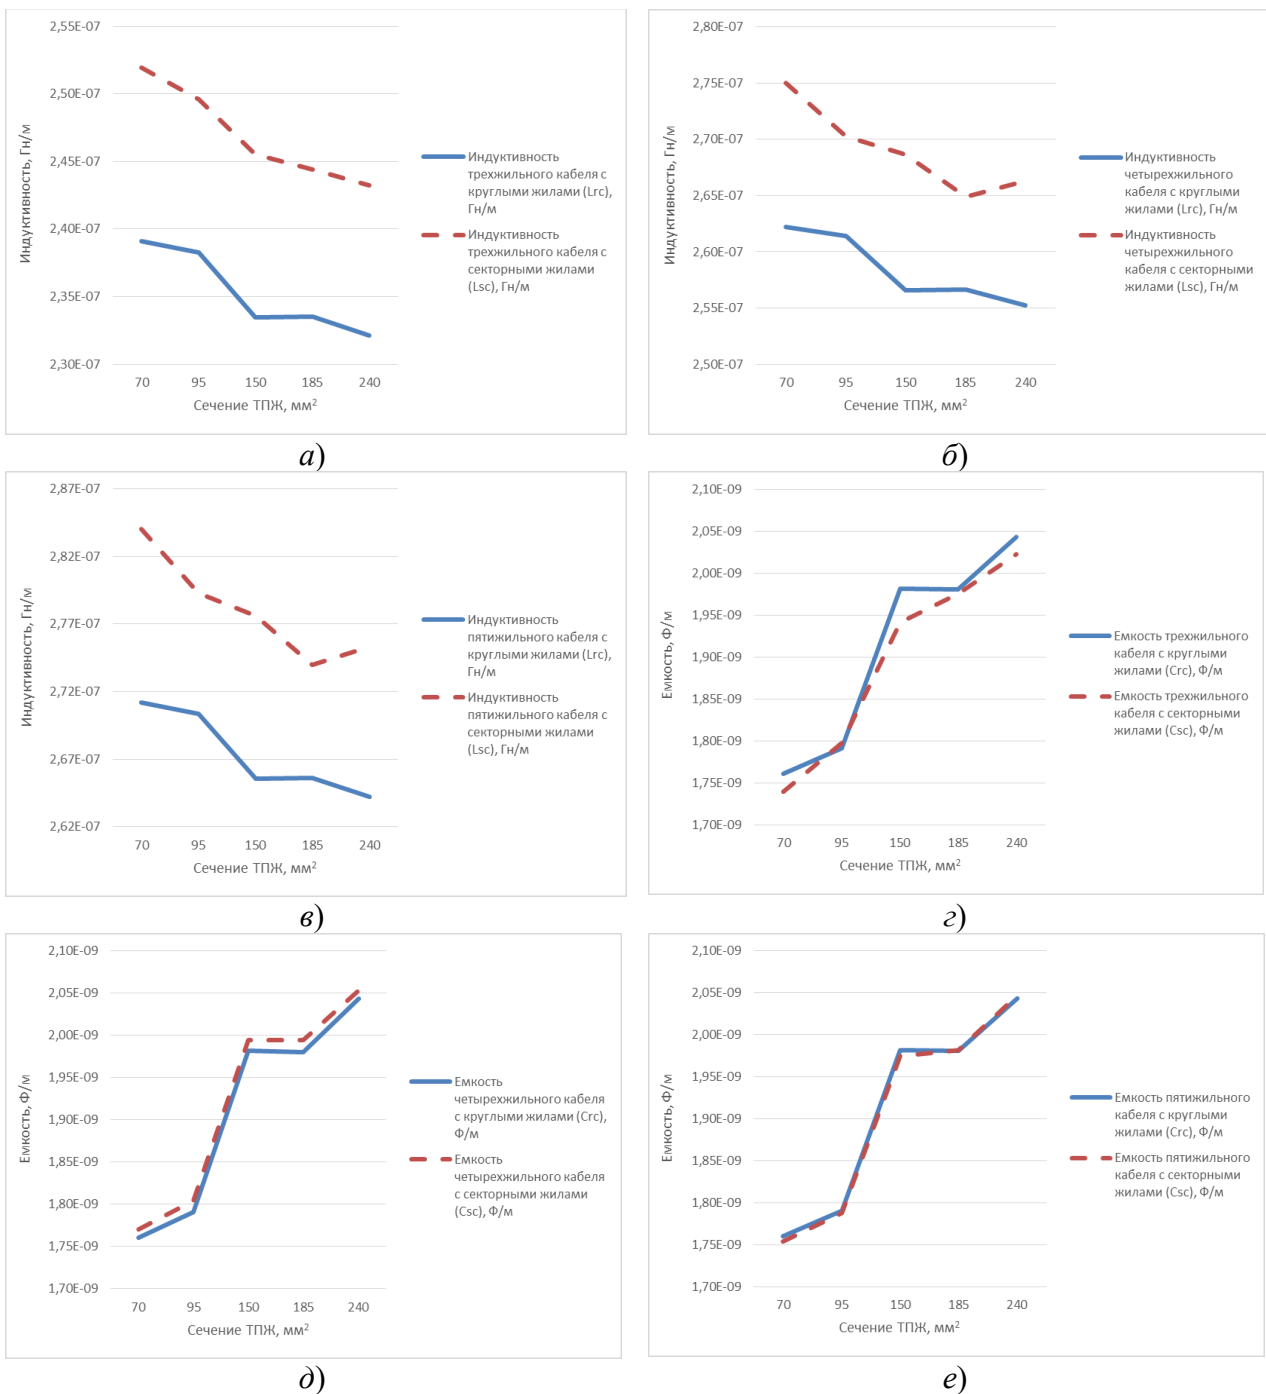 2,55E-07
2,50E-07
2,45E-07
2,40E-07
2,35E-07
2,30E-07
Индуктивность, Гн/м
70 95 150 185 240
Сечение ТПЖ, мм²
Индуктивность
трехжильного кабеля с
круглыми жилами (Lrc),
Гн/м
Индуктивность
трехжильного кабеля с
секторными жилами
(Lsc), Гн/м
а)
2,80E-07
2,75E-07
2,70E-07
2,65E-07
2,60E-07
2,55E-07
2,50E-07
Индуктивность, Гн/м
70 95 150 185 240
Сечение ТПЖ, мм²
Индуктивность
четырехжильного
кабеля с круглыми
жилами (Lrc), Гн/м
Индуктивность
четырехжильного
кабеля с секторными
жилами (Lsc), Гн/м
б)
2,87E-07
2,82E-07
2,77E-07
2,72E-07
2,67E-07
2,62E-07
Индуктивность, Гн/м
70 95 150 185 240
Сечение ТПЖ, мм²
Индуктивность
пятижильного кабеля с
круглыми жилами (Lrc),
Гн/м
Индуктивность
пятижильного кабеля с
секторными жилами
(Lsc), Гн/м
в)
2,10E-09
2,05E-09
2,00E-09
1,95E-09
1,90E-09
1,85E-09
1,80E-09
1,75E-09
1,70E-09
Емкость, Ф/м
70 95 150 185 240
Сечение ТПЖ, мм²
Емкость трехжильного
кабеля с круглыми
жилами (Crc), Ф/м
Емкость трехжильного
кабеля с секторными
жилами (Csc), Ф/м
г)
2,10E-09
2,05E-09
2,00E-09
1,95E-09
1,90E-09
1,85E-09
1,80E-09
1,75E-09
1,70E-09
Емкость, Ф/м
70 95 150 185 240
Сечение ТПЖ, мм²
Емкость
четырехжильного кабеля
с круглыми жилами (Crc),
Ф/м
Емкость
четырехжильного кабеля
с секторными жилами
(Csc), Ф/м
д)
2,10E-09
2,05E-09
2,00E-09
1,95E-09
1,90E-09
1,85E-09
1,80E-09
1,75E-09
1,70E-09
Емкость, Ф/м
70 95 150 185 240
Сечение ТПЖ, мм²
Емкость пятижильного
кабеля с круглыми
жилами (Crc), Ф/м
Емкость пятижильного
кабеля с секторными
жилами (Csc), Ф/м
е)